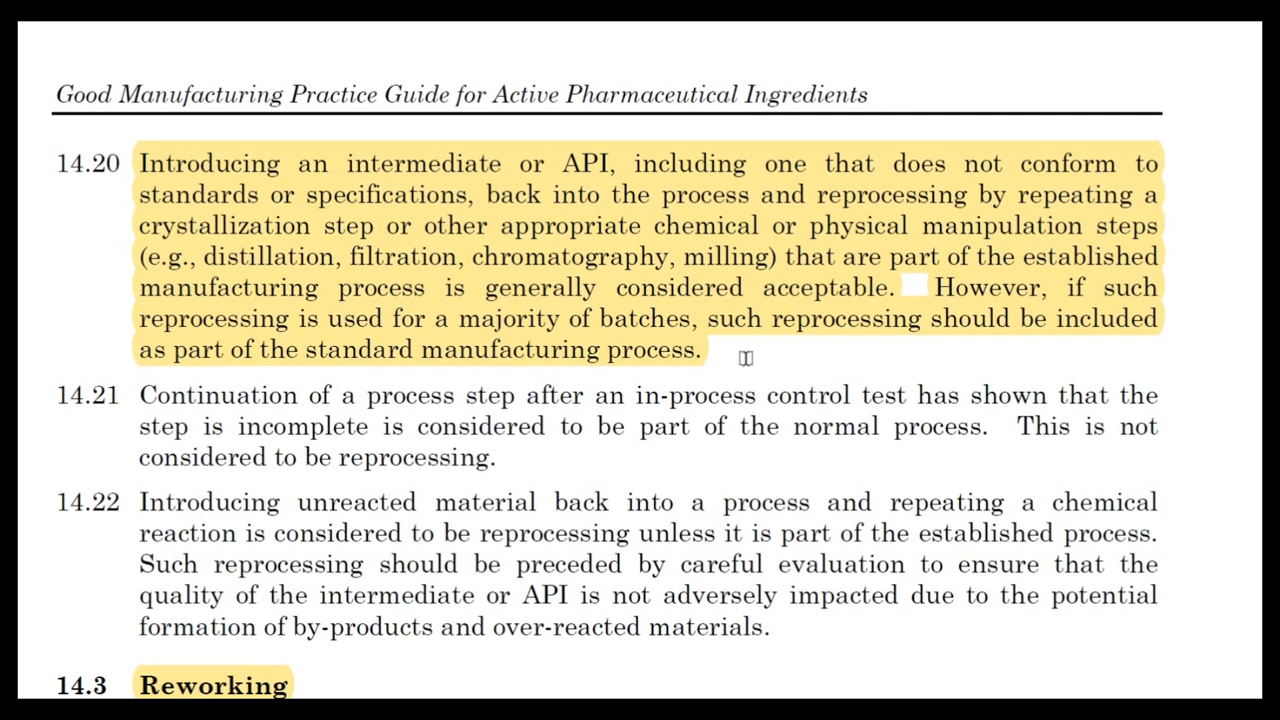 Good Manufacturing Practice Guide for Active Pharmaceutical Ingredients
14.20 Introducing an intermediate or API, including one that does not conform to
standards or specifications, back into the process and reprocessing by repeating a
crystallization step or other appropriate chemical or physical manipulation steps
(e.g., distillation, filtration, chromatography, milling) that are part of the established
manufacturing process is generally considered acceptable. However, if such
reprocessing is used for a majority of batches, such reprocessing should be included
as part of the standard manufacturing process.
14.21 Continuation of a process step after an in-process control test has shown that the
step is incomplete is considered to be part of the normal process. This is not
considered to be reprocessing.
14.22 Introducing unreacted material back into a process and repeating a chemical
reaction is considered to be reprocessing unless it is part of the established process.
Such reprocessing should be preceded by careful evaluation to ensure that the
quality of the intermediate or API is not adversely impacted due to the potential
formation of by-products and over-reacted materials.
14.3 Reworking